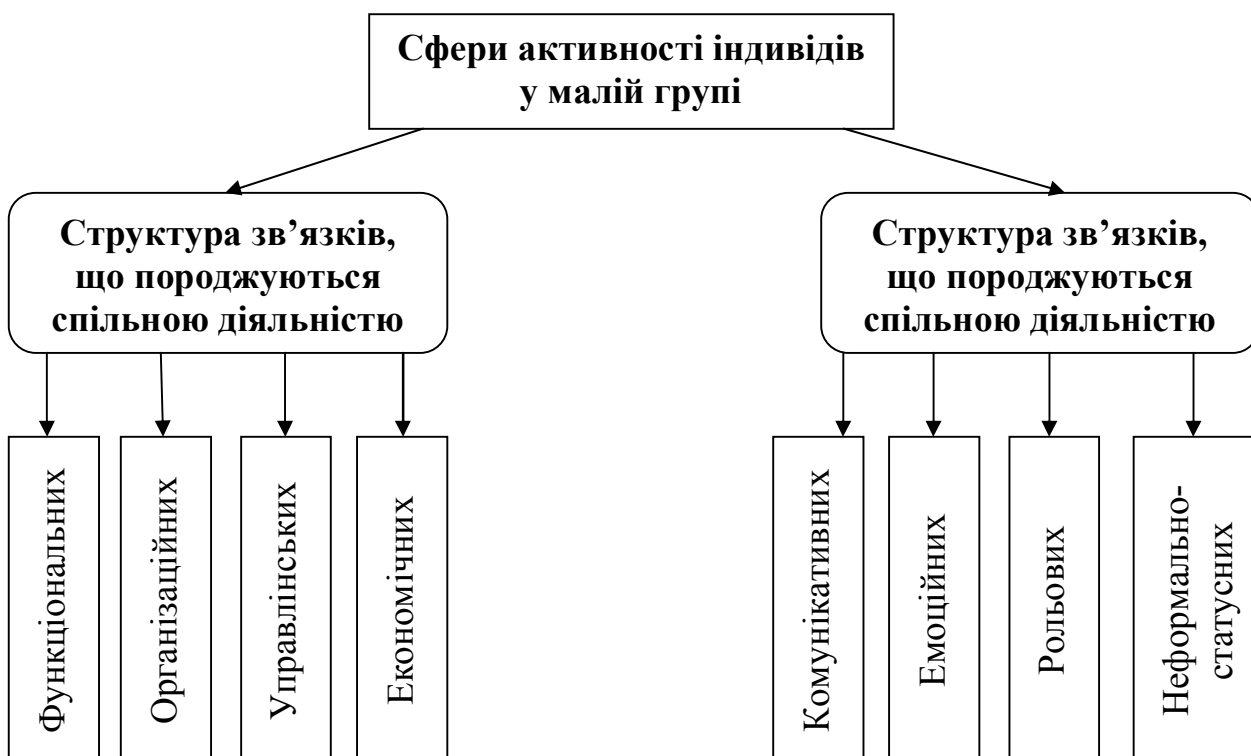 Сфери активності індивідів
у малій групі
Структура зв’язків,
що породжуються
спільною діяльністю
Структура зв’язків,
що породжуються
спільною діяльністю
Функціональних
Організаційних
Управлінських
Економічних
Комунікативних
Емоційних
Рольових
Неформально-
статусних